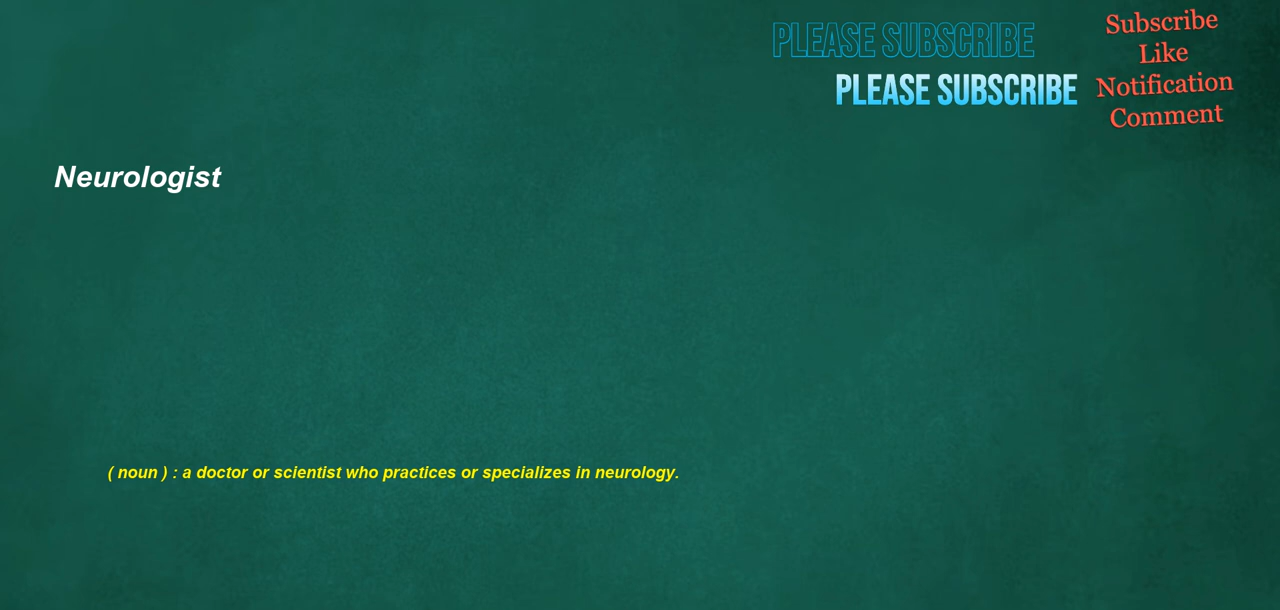 PLEASE SUBSCRIBE
PLEASE SUBSCRIBE
Subscribe
Like
Notification
Comment
Neurologist
( noun ) : a doctor or scientist who practices or specializes in neurology.